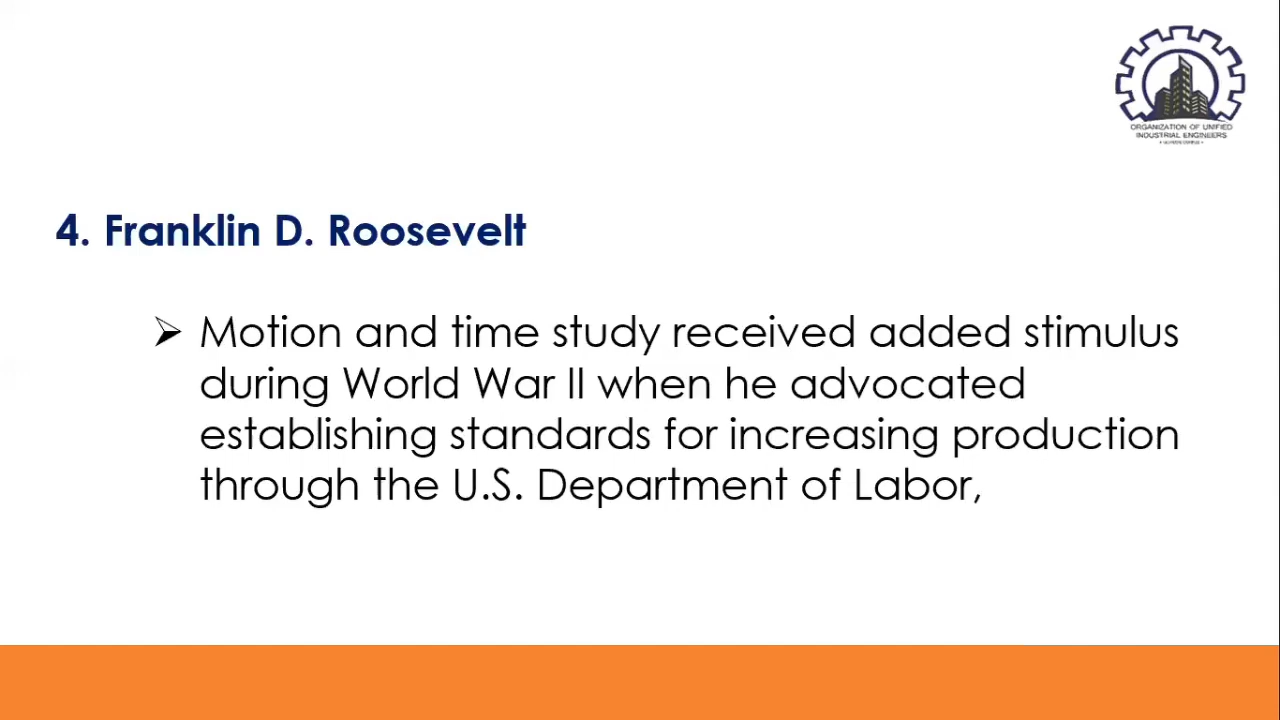 ORGANIZATION OF UNIFIED
INDUSTRIAL ENGINEERS
4. Franklin D. Roosevelt
➢ Motion and time study received added stimulus
during World War II when he advocated
establishing standards for increasing production
through the U.S. Department of Labor,